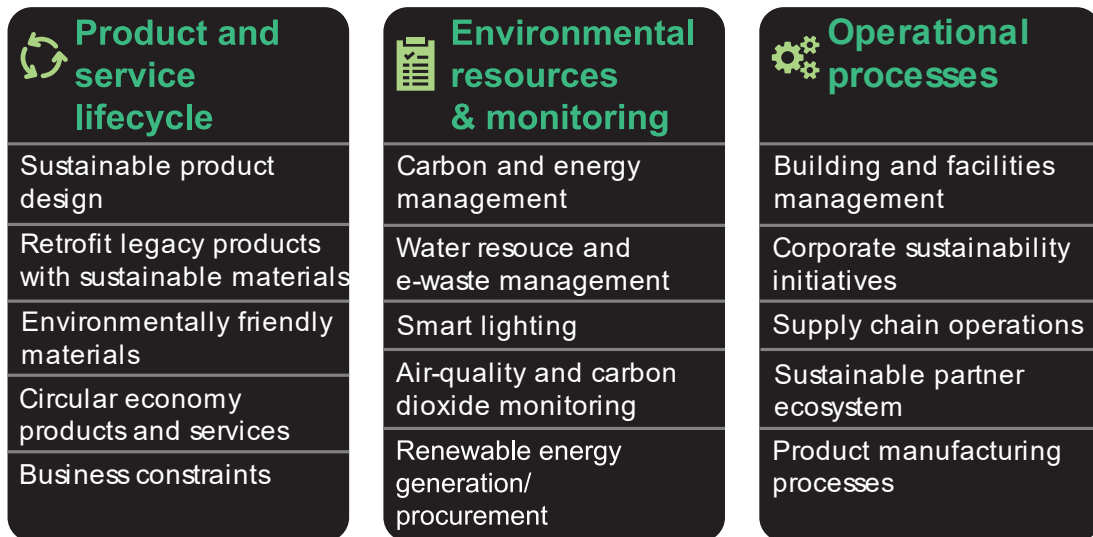 Product and
service
lifecycle
Sustainable product
design
Retrofit legacy products
with sustainable materials
Environmentally friendly
materials
Circular economy
products and services
Business constraints
Environmental
resources
& monitoring
Carbon and energy
management
Water resouce and
e-waste management
Smart lighting
Air-quality and carbon
dioxide monitoring
Renewable energy
generation/
procurement
Operational
processes
Building and facilities
management
Corporate sustainability
initiatives
Supply chain operations
Sustainable partner
ecosystem
Product manufacturing
processes